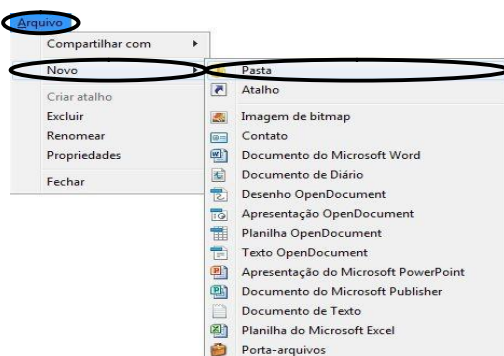 Arquivo
Compartilhar com
Novo
Criar atalho
Excluir
Renomear
Propriedades
Fechar
Pasta
Atalho
Imagem de bitmap
Contato
Documento do Microsoft Word
Documento de Diário
Desenho OpenDocument
Apresentação OpenDocument
Planilha OpenDocument
Texto OpenDocument
Apresentação do Microsoft PowerPoint
Documento do Microsoft Publisher
Documento de Texto
Planilha do Microsoft Excel
Porta-arquivos